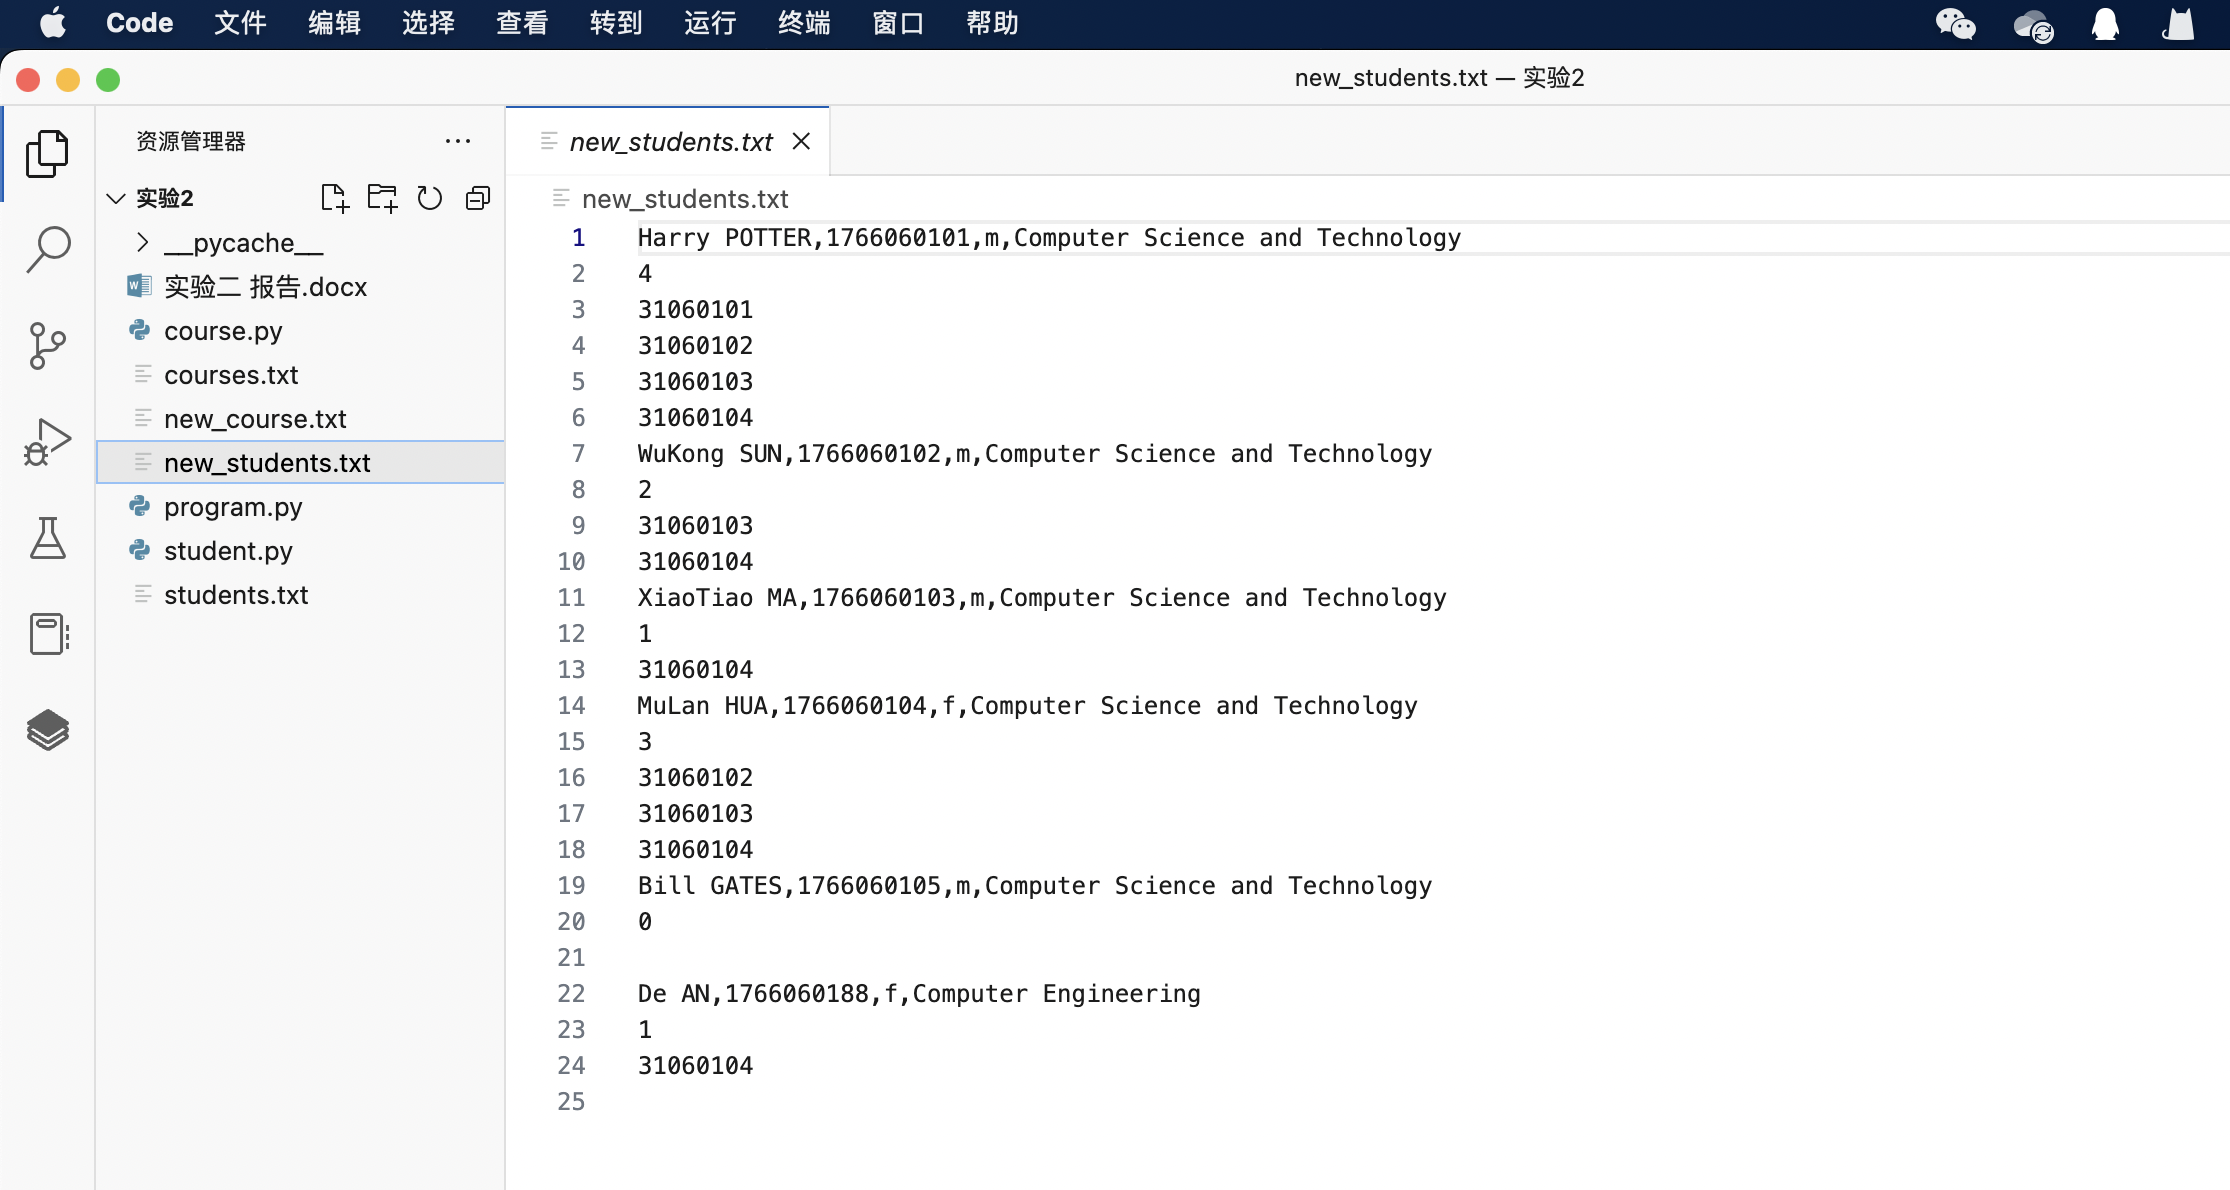 Code 文件 编辑 选择 查看 转到 运行 终端 窗口 帮助
new_students.txt — 实验2
资源管理器
实验2
__pycache__
实验二 报告.docx
course.py
courses.txt
new_course.txt
new_students.txt
program.py
student.py
students.txt
new_students.txt
new_students.txt
1 Harry POTTER,1766060101,m,Computer Science and Technology
2 4
3 31060101
4 31060102
5 31060103
6 31060104
7 WuKong SUN,1766060102,m,Computer Science and Technology
8 2
9 31060103
10 31060104
11 XiaoTiao MA,1766060103,m,Computer Science and Technology
12 1
13 31060104
14 MuLan HUA,1766060104,f,Computer Science and Technology
15 3
16 31060102
17 31060103
18 31060104
19 Bill GATES,1766060105,m,Computer Science and Technology
20 0
21
22 De AN,1766060188,f,Computer Engineering
23 1
24 31060104
25